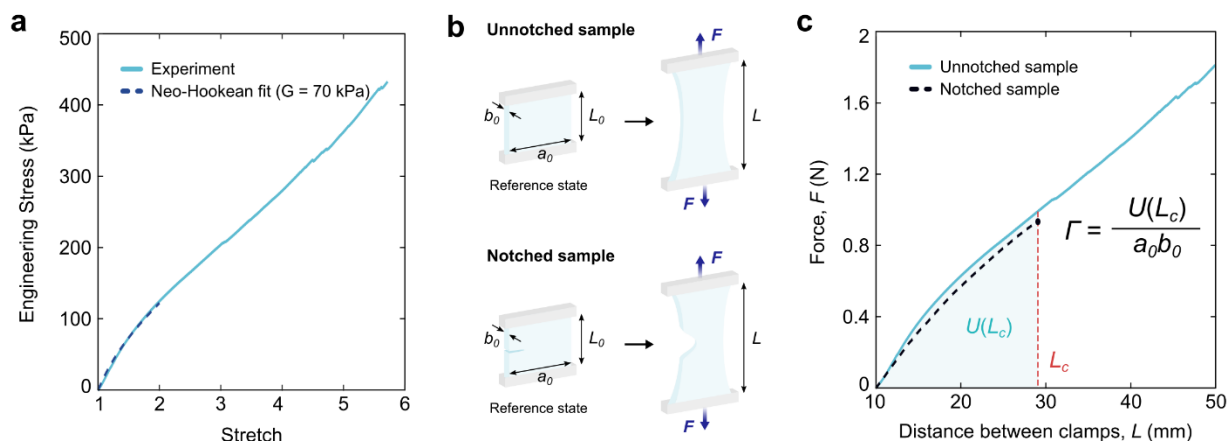 a
500
400
300
200
100
0
Engineering Stress (kPa)
Experiment
Neo-Hookean fit (G = 70 kPa)
1 2 3 4 5 6
Stretch
b
Unnotched sample
F
b₀
L₀
a₀
L
Reference state
F
Notched sample
F
b₀
L₀
a₀
L
Reference state
F
c
2
1.6
1.2
0.8
0.4
0
Force, F (N)
Unnotched sample
Notched sample
Γ = U(L_c) / a₀b₀
U(L_c)
L_c
10 20 30 40 50
Distance between clamps, L (mm)